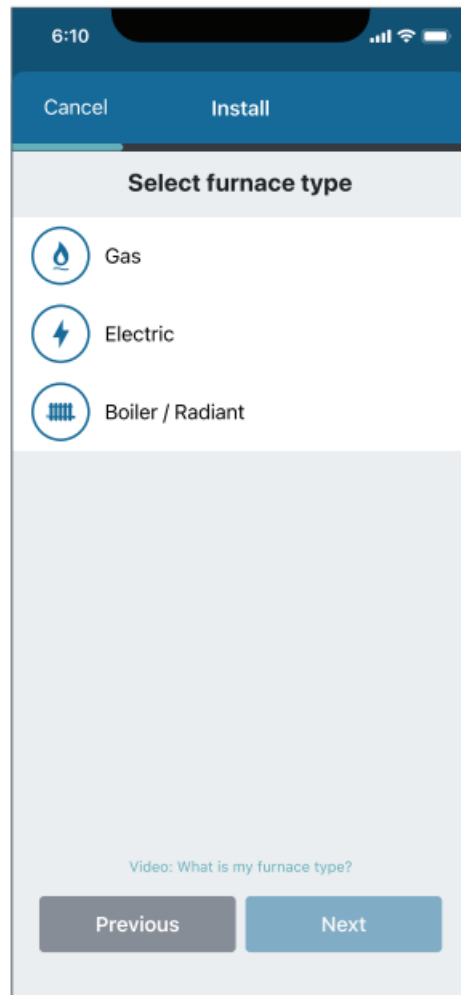 6:10
Cancel Install
Select furnace type
Gas
Electric
Boiler / Radiant
Video: What is my furnace type?
Previous Next